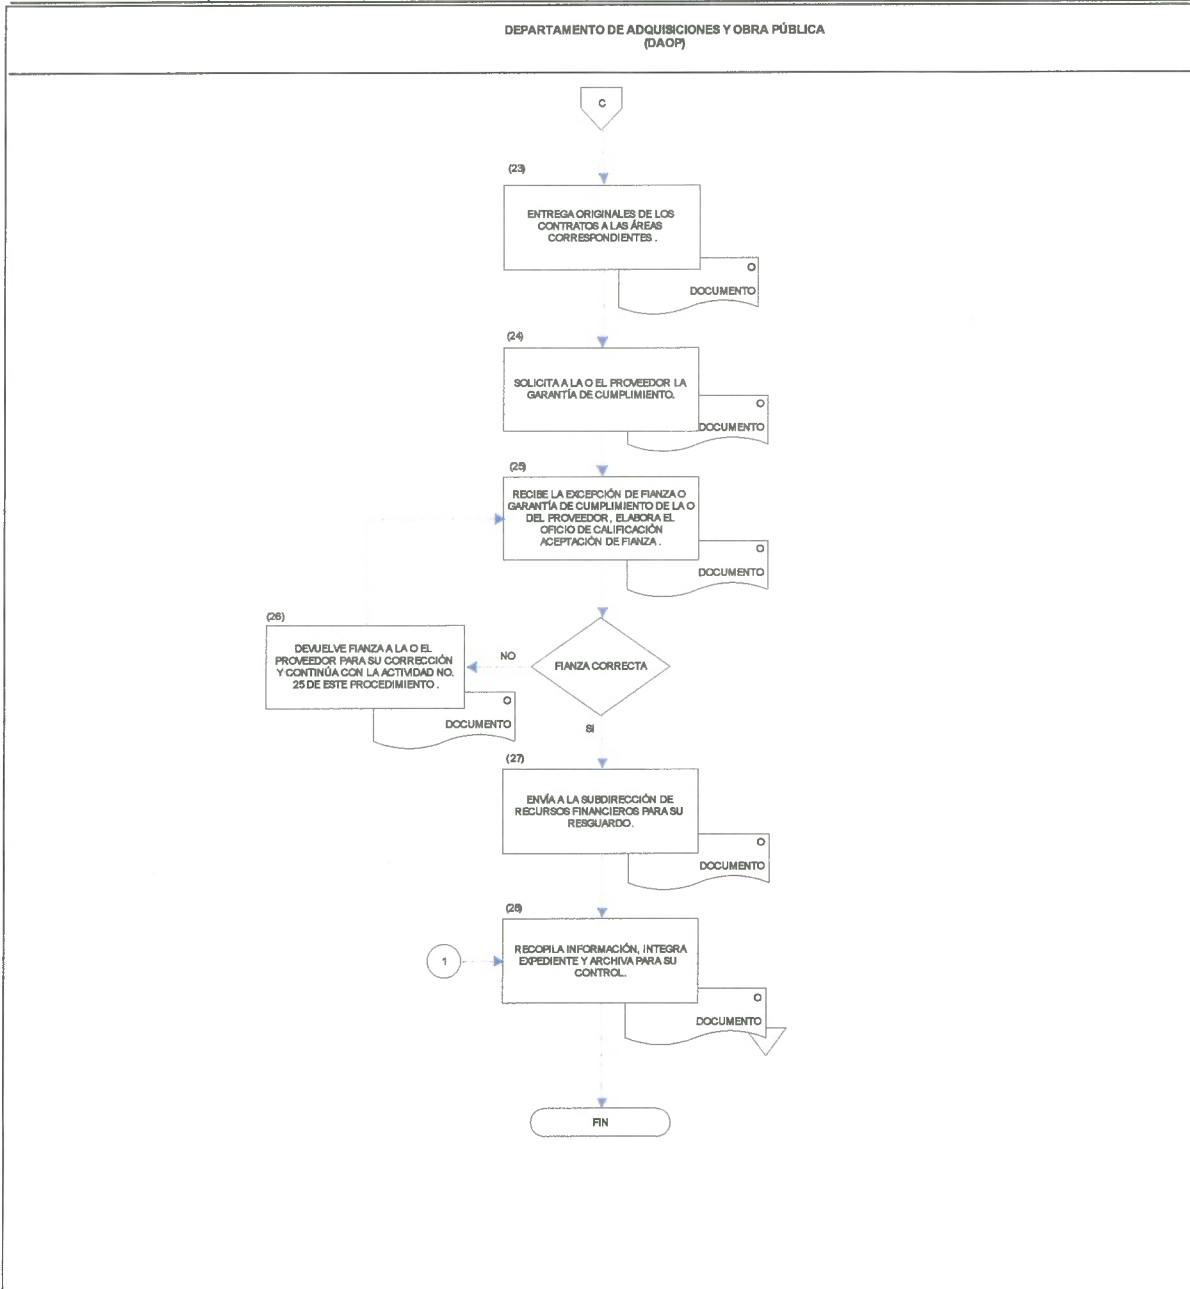 DEPARTAMENTO DE ADQUISICIONES Y OBRA PÚBLICA
(DAOP)
C
(23)
ENTREGA ORIGINALES DE LOS
CONTRATOS A LAS ÁREAS
CORRESPONDIENTES .
O
DOCUMENTO
(24)
SOLICITA A LA O EL PROVEEDOR LA
GARANTÍA DE CUMPLIMIENTO.
O
DOCUMENTO
(25)
RECIBE LA EXCEPCIÓN DE FIANZA O
GARANTÍA DE CUMPLIMIENTO DE LA O
DEL PROVEEDOR, ELABORA EL
OFICIO DE CALIFICACIÓN
ACEPTACIÓN DE FIANZA .
O
DOCUMENTO
(26)
DEVUELVE FIANZA A LA O EL
PROVEEDOR PARA SU CORRECCIÓN
Y CONTINÚA CON LA ACTIVIDAD NO.
25 DE ESTE PROCEDIMIENTO .
O
DOCUMENTO
NO
FIANZA CORRECTA
SI
(27)
ENVÍA A LA SUBDIRECCIÓN DE
RECURSOS FINANCIEROS PARA SU
RESGUARDO.
O
DOCUMENTO
(28)
1
RECOPILA INFORMACIÓN, INTEGRA
EXPEDIENTE Y ARCHIVA PARA SU
CONTROL.
O
DOCUMENTO
FIN